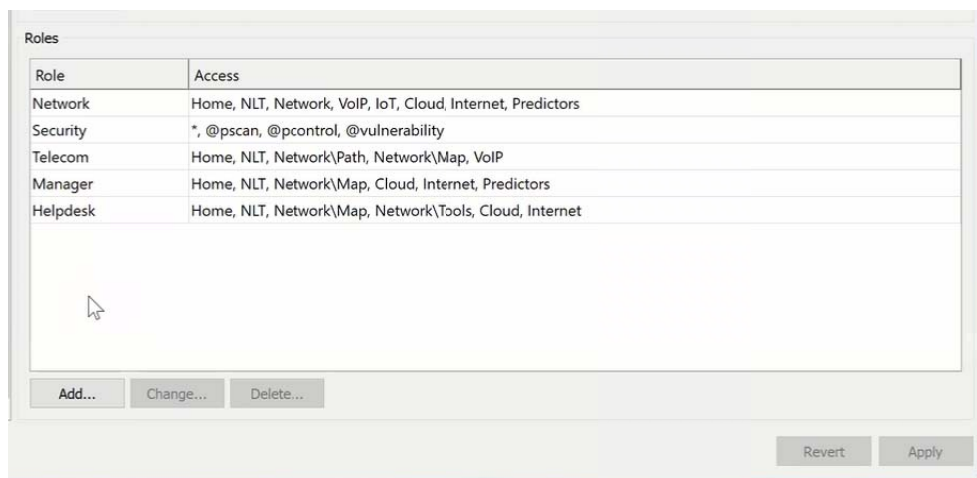 Roles
Role Access
Network Home, NLT, Network, VoIP, IoT, Cloud, Internet, Predictors
Security *, @pscan, @pcontrol, @vulnerability
Telecom Home, NLT, Network\Path, Network\Map, VoIP
Manager Home, NLT, Network\Map, Cloud, Internet, Predictors
Helpdesk Home, NLT, Network\Map, Network\Tools, Cloud, Internet
Add... Change... Delete...
Revert Apply